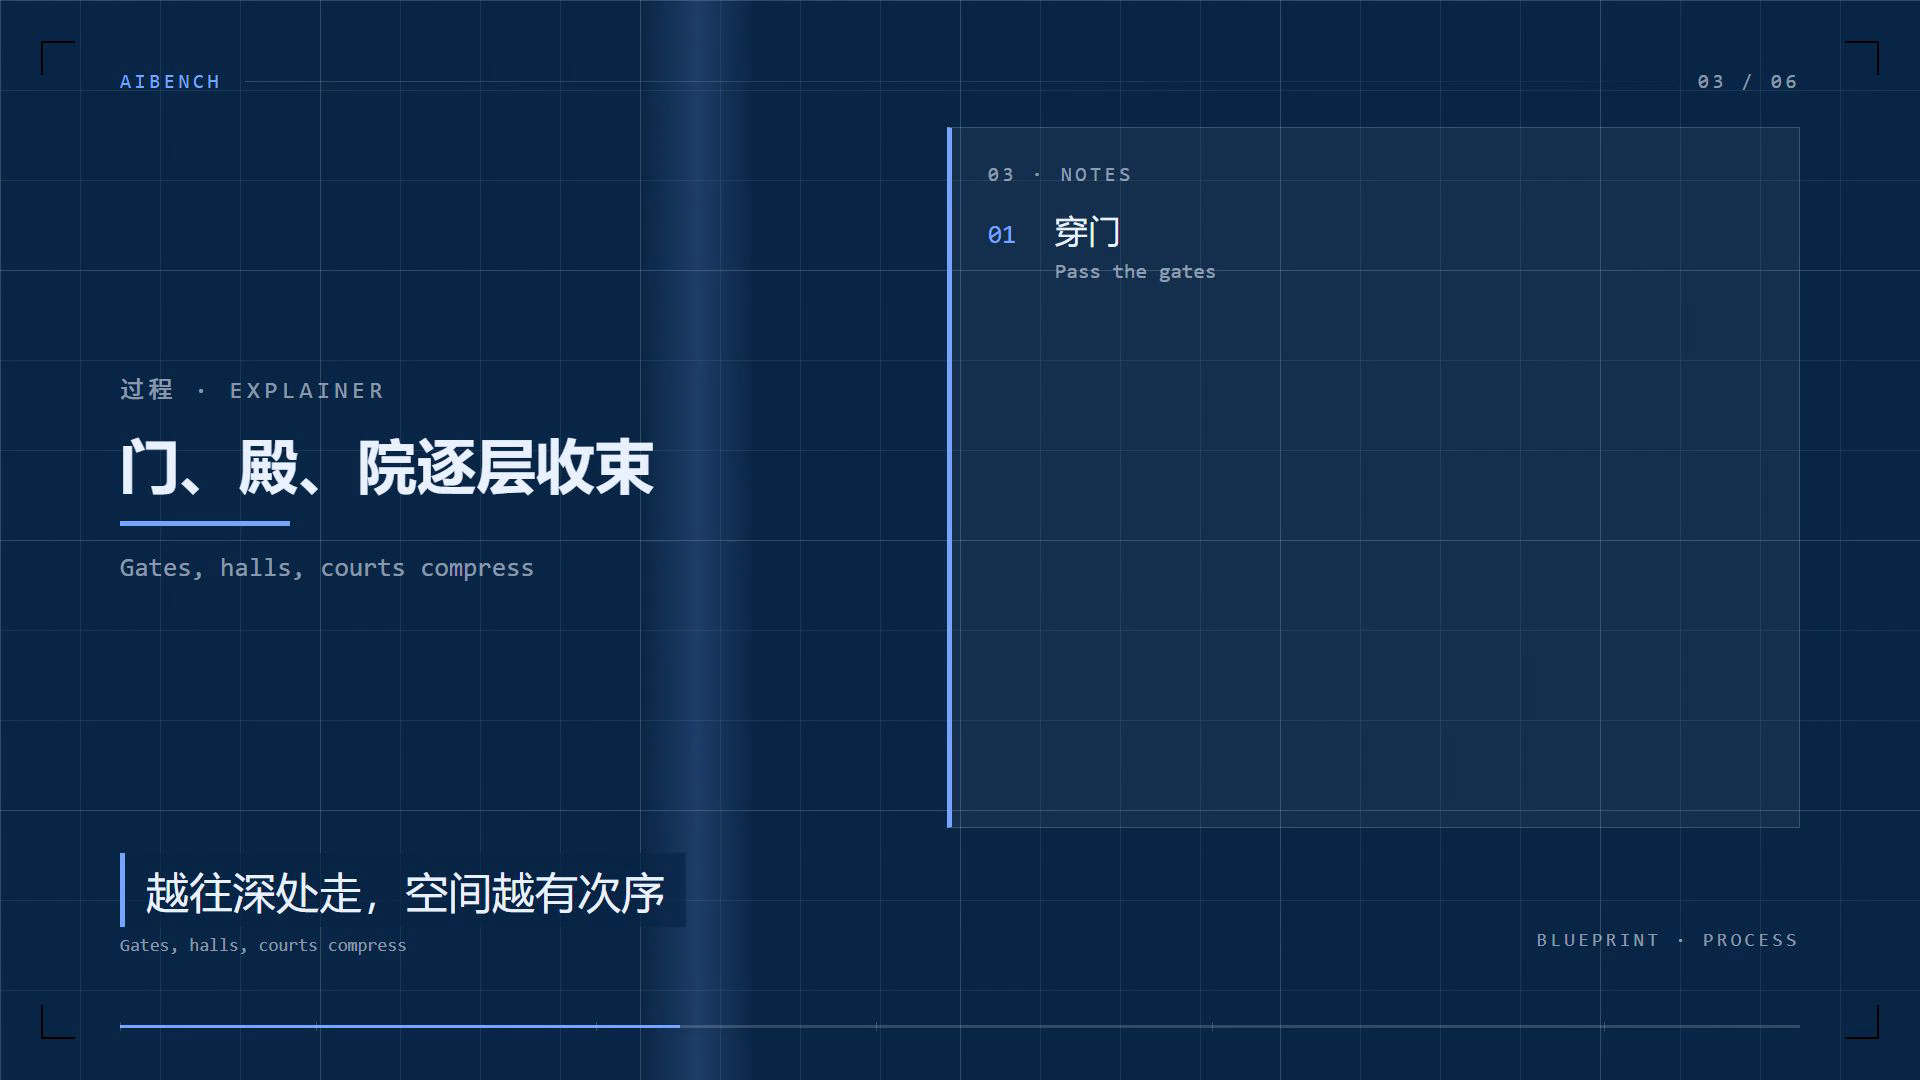 AIBENCH
03 / 06
03 · NOTES
01 穿门
Pass the gates
过程 · EXPLAINER
门、殿、院逐层收束
Gates, halls, courts compress
越往深处走，空间越有次序
Gates, halls, courts compress
BLUEPRINT · PROCESS